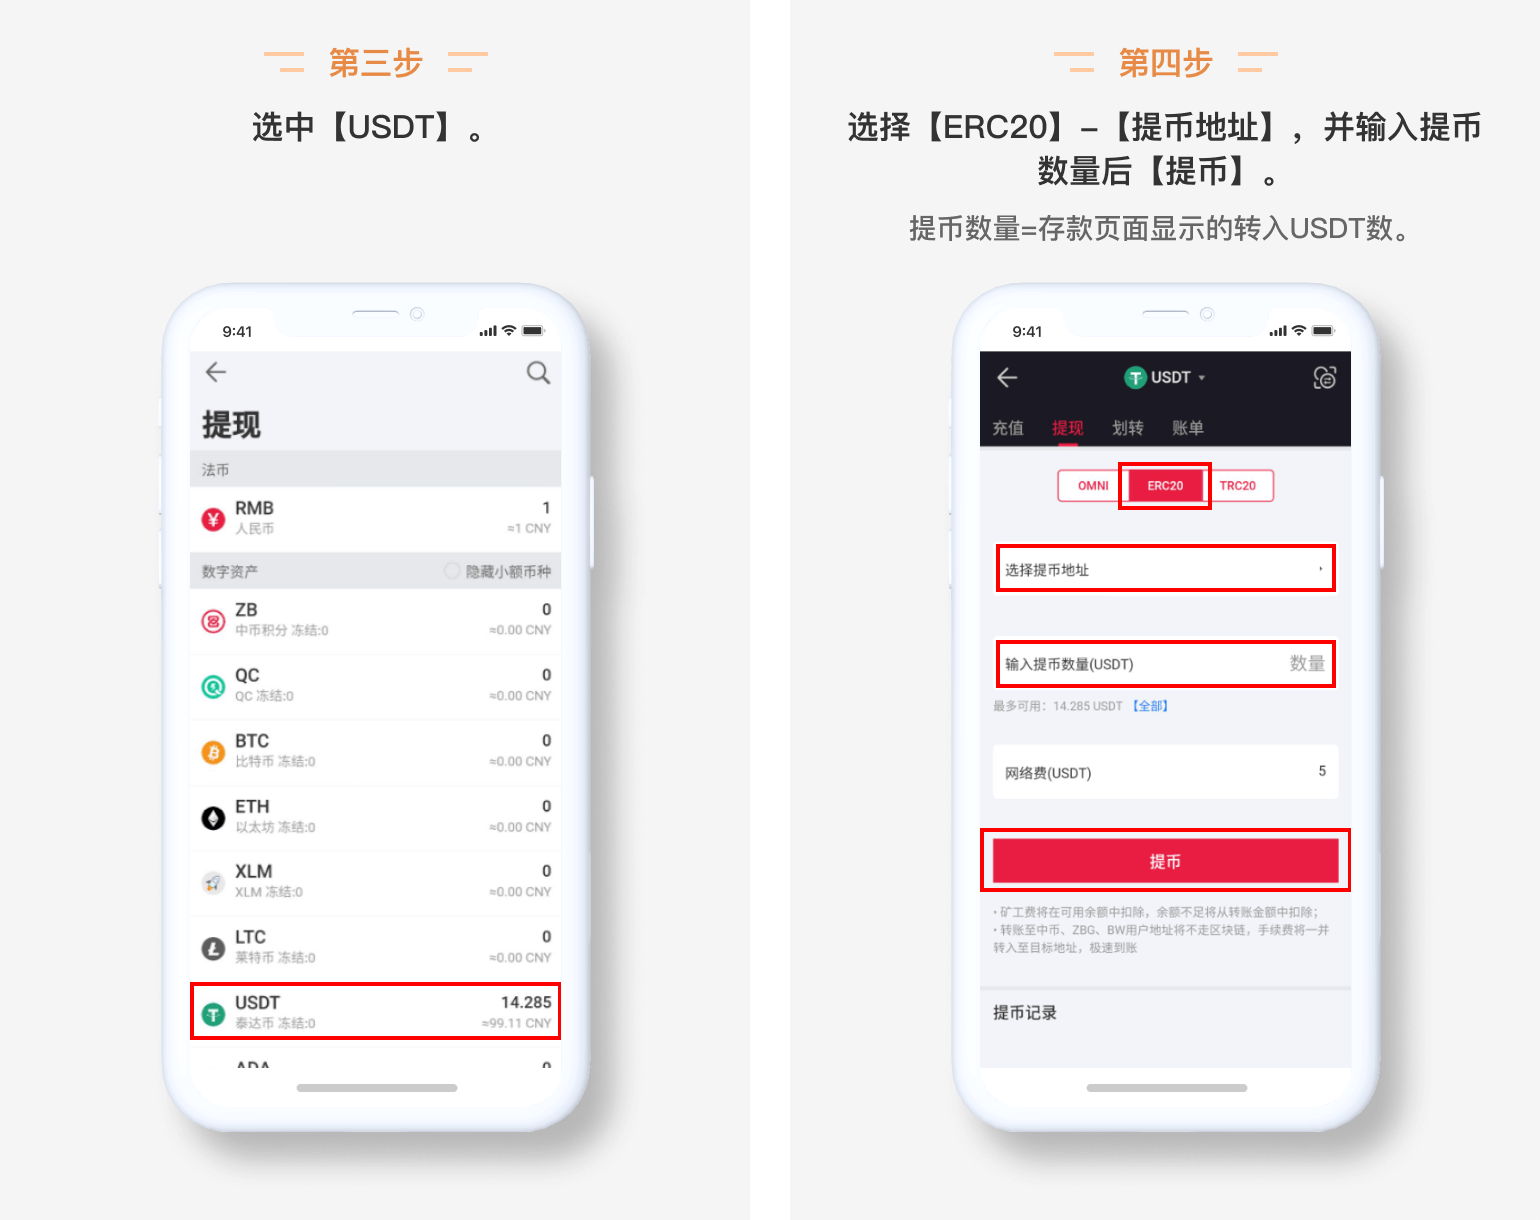 第三步
选中【USDT】。
9:41
提现
法币
RMB
1
人民币
≈1 CNY
数字资产
隐藏小额币种
ZB
0
中币积分 冻结:0
≈0.00 CNY
QC
0
QC 冻结:0
≈0.00 CNY
BTC
0
比特币 冻结:0
≈0.00 CNY
ETH
0
以太坊 冻结:0
≈0.00 CNY
XLM
0
XLM 冻结:0
≈0.00 CNY
LTC
0
莱特币 冻结:0
≈0.00 CNY
USDT
14.285
泰达币 冻结:0
≈99.11 CNY
ADA
0
第四步
选择【ERC20】-【提币地址】，并输入提币
数量后【提币】。
提币数量=存款页面显示的转入USDT数。
9:41
USDT
充值 提现 划转 账单
OMNI ERC20 TRC20
选择提币地址
输入提币数量(USDT)
数量
最多可用：14.285 USDT 【全部】
网络费(USDT)
5
提币
• 矿工费将在可用余额中扣除，余额不足将从转账金额中扣除；
• 转账至中币、ZBG、BW用户地址将不走区块链，手续费将一并
转入至目标地址，极速到账
提币记录